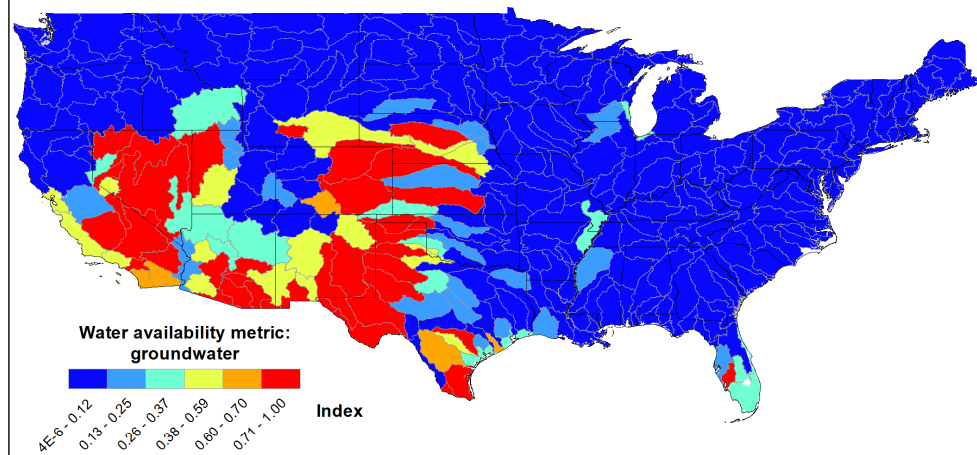 Water availability metric:
groundwater
Index
4E-6 - 0.12
0.13 - 0.25
0.26 - 0.37
0.38 - 0.59
0.60 - 0.70
0.71 - 1.00